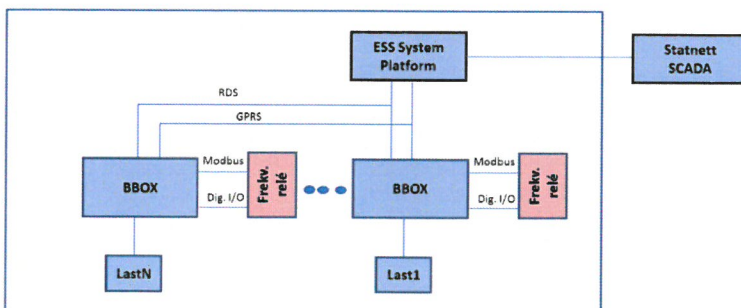 ESS System
Platform
Statnett
SCADA
RDS
GPRS
BBOX
Modbus
Dig. I/O
Frekv.
relé
BBOX
Modbus
Dig. I/O
Frekv.
relé
LastN
Last1